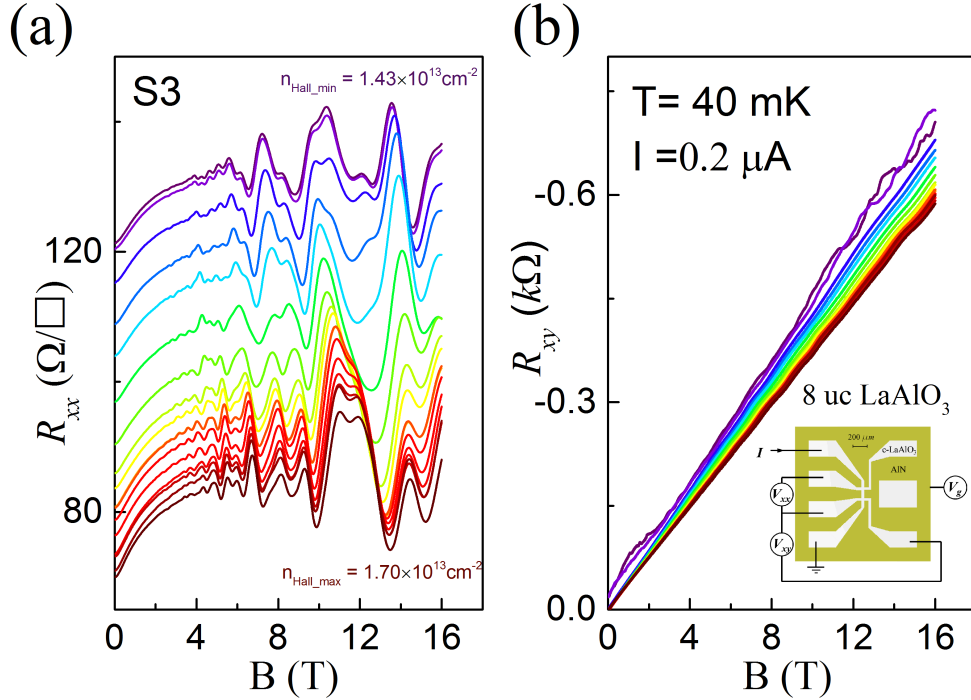 (a)
S3
n_Hall_min = 1.43×10^13cm^-2
120
80
R_xx (Ω/□)
n_Hall_max = 1.70×10^13cm^-2
0 4 8 12 16
B (T)
(b)
T= 40 mK
I =0.2 μA
-0.6
-0.3
0.0
R_xy (kΩ)
8 uc LaAlO_3
200 μm
c-LaAlO_3
I
AlN
V_xx
V_g
V_xy
0 4 8 12 16
B (T)